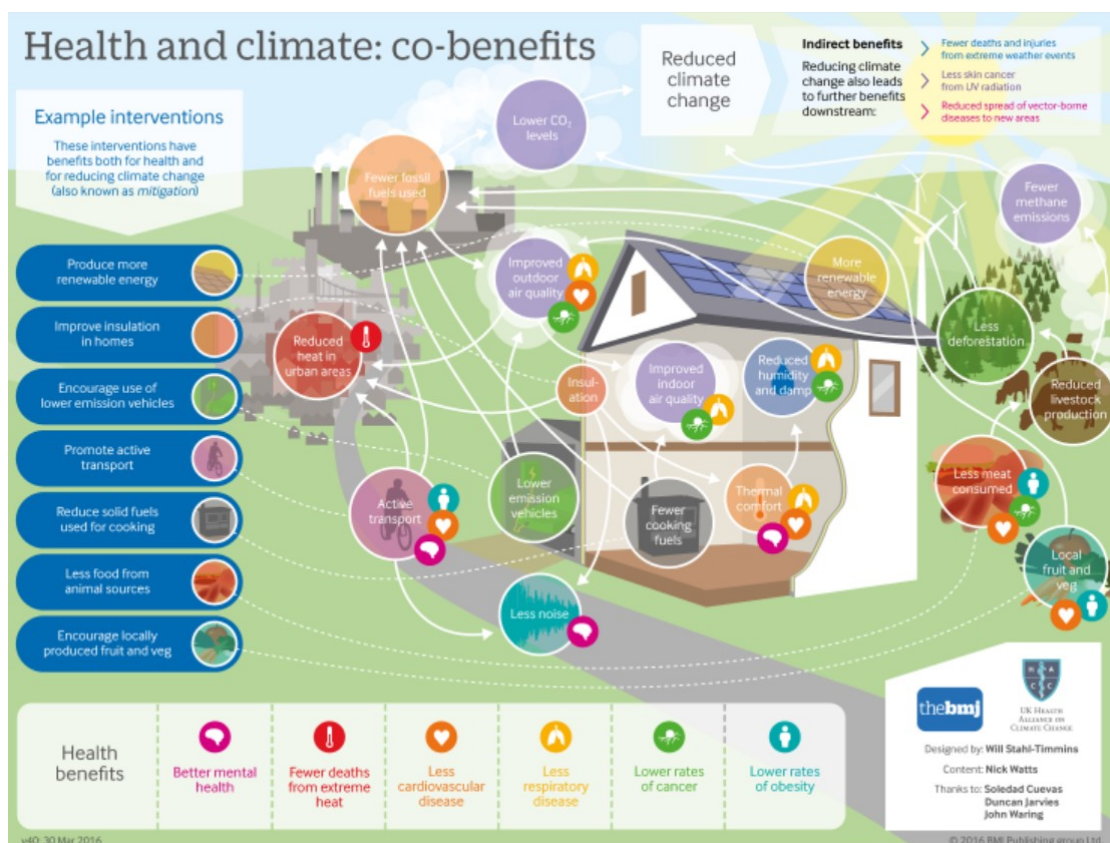 Health and climate: co-benefits
Example interventions
These interventions have
benefits both for health and
for reducing climate change
(also known as mitigation)
Produce more
renewable energy
Improve insulation
in homes
Encourage use of
lower emission vehicles
Promote active
transport
Reduce solid fuels
used for cooking
Less food from
animal sources
Encourage locally
produced fruit and veg
Reduced
climate
change
Indirect benefits
Reducing climate
change also leads
to further benefits
downstream:
Fewer deaths and injuries
from extreme weather events
Less skin cancer
from UV radiation
Reduced spread of vector-borne
diseases to new areas
Lower CO₂
levels
Fewer fossil
fuels used
Fewer
methane
emissions
Improved
outdoor
air quality
More
renewable
energy
Less
deforestation
Reduced
heat in
urban areas
Insul-
ation
Improved
indoor
air quality
Reduced
humidity
and damp
Reduced
livestock
production
Active
transport
Lower
emission
vehicles
Fewer
cooking
fuels
Thermal
comfort
Less meat
consumed
Local
fruit and
veg
Less noise
Health
benefits
Better mental
health
Fewer deaths
from extreme
heat
Less
cardiovascular
disease
Less
respiratory
disease
Lower rates
of cancer
Lower rates
of obesity
thebmj
H A
C C
UK HEALTH
ALLIANCE ON
CLIMATE CHANGE
Designed by: Will Stahl-Timmins
Content: Nick Watts
Thanks to: Soledad Cuevas
Duncan Jarvies
John Waring
v40: 30 Mar 2016
© 2016 BMJ Publishing group Ltd